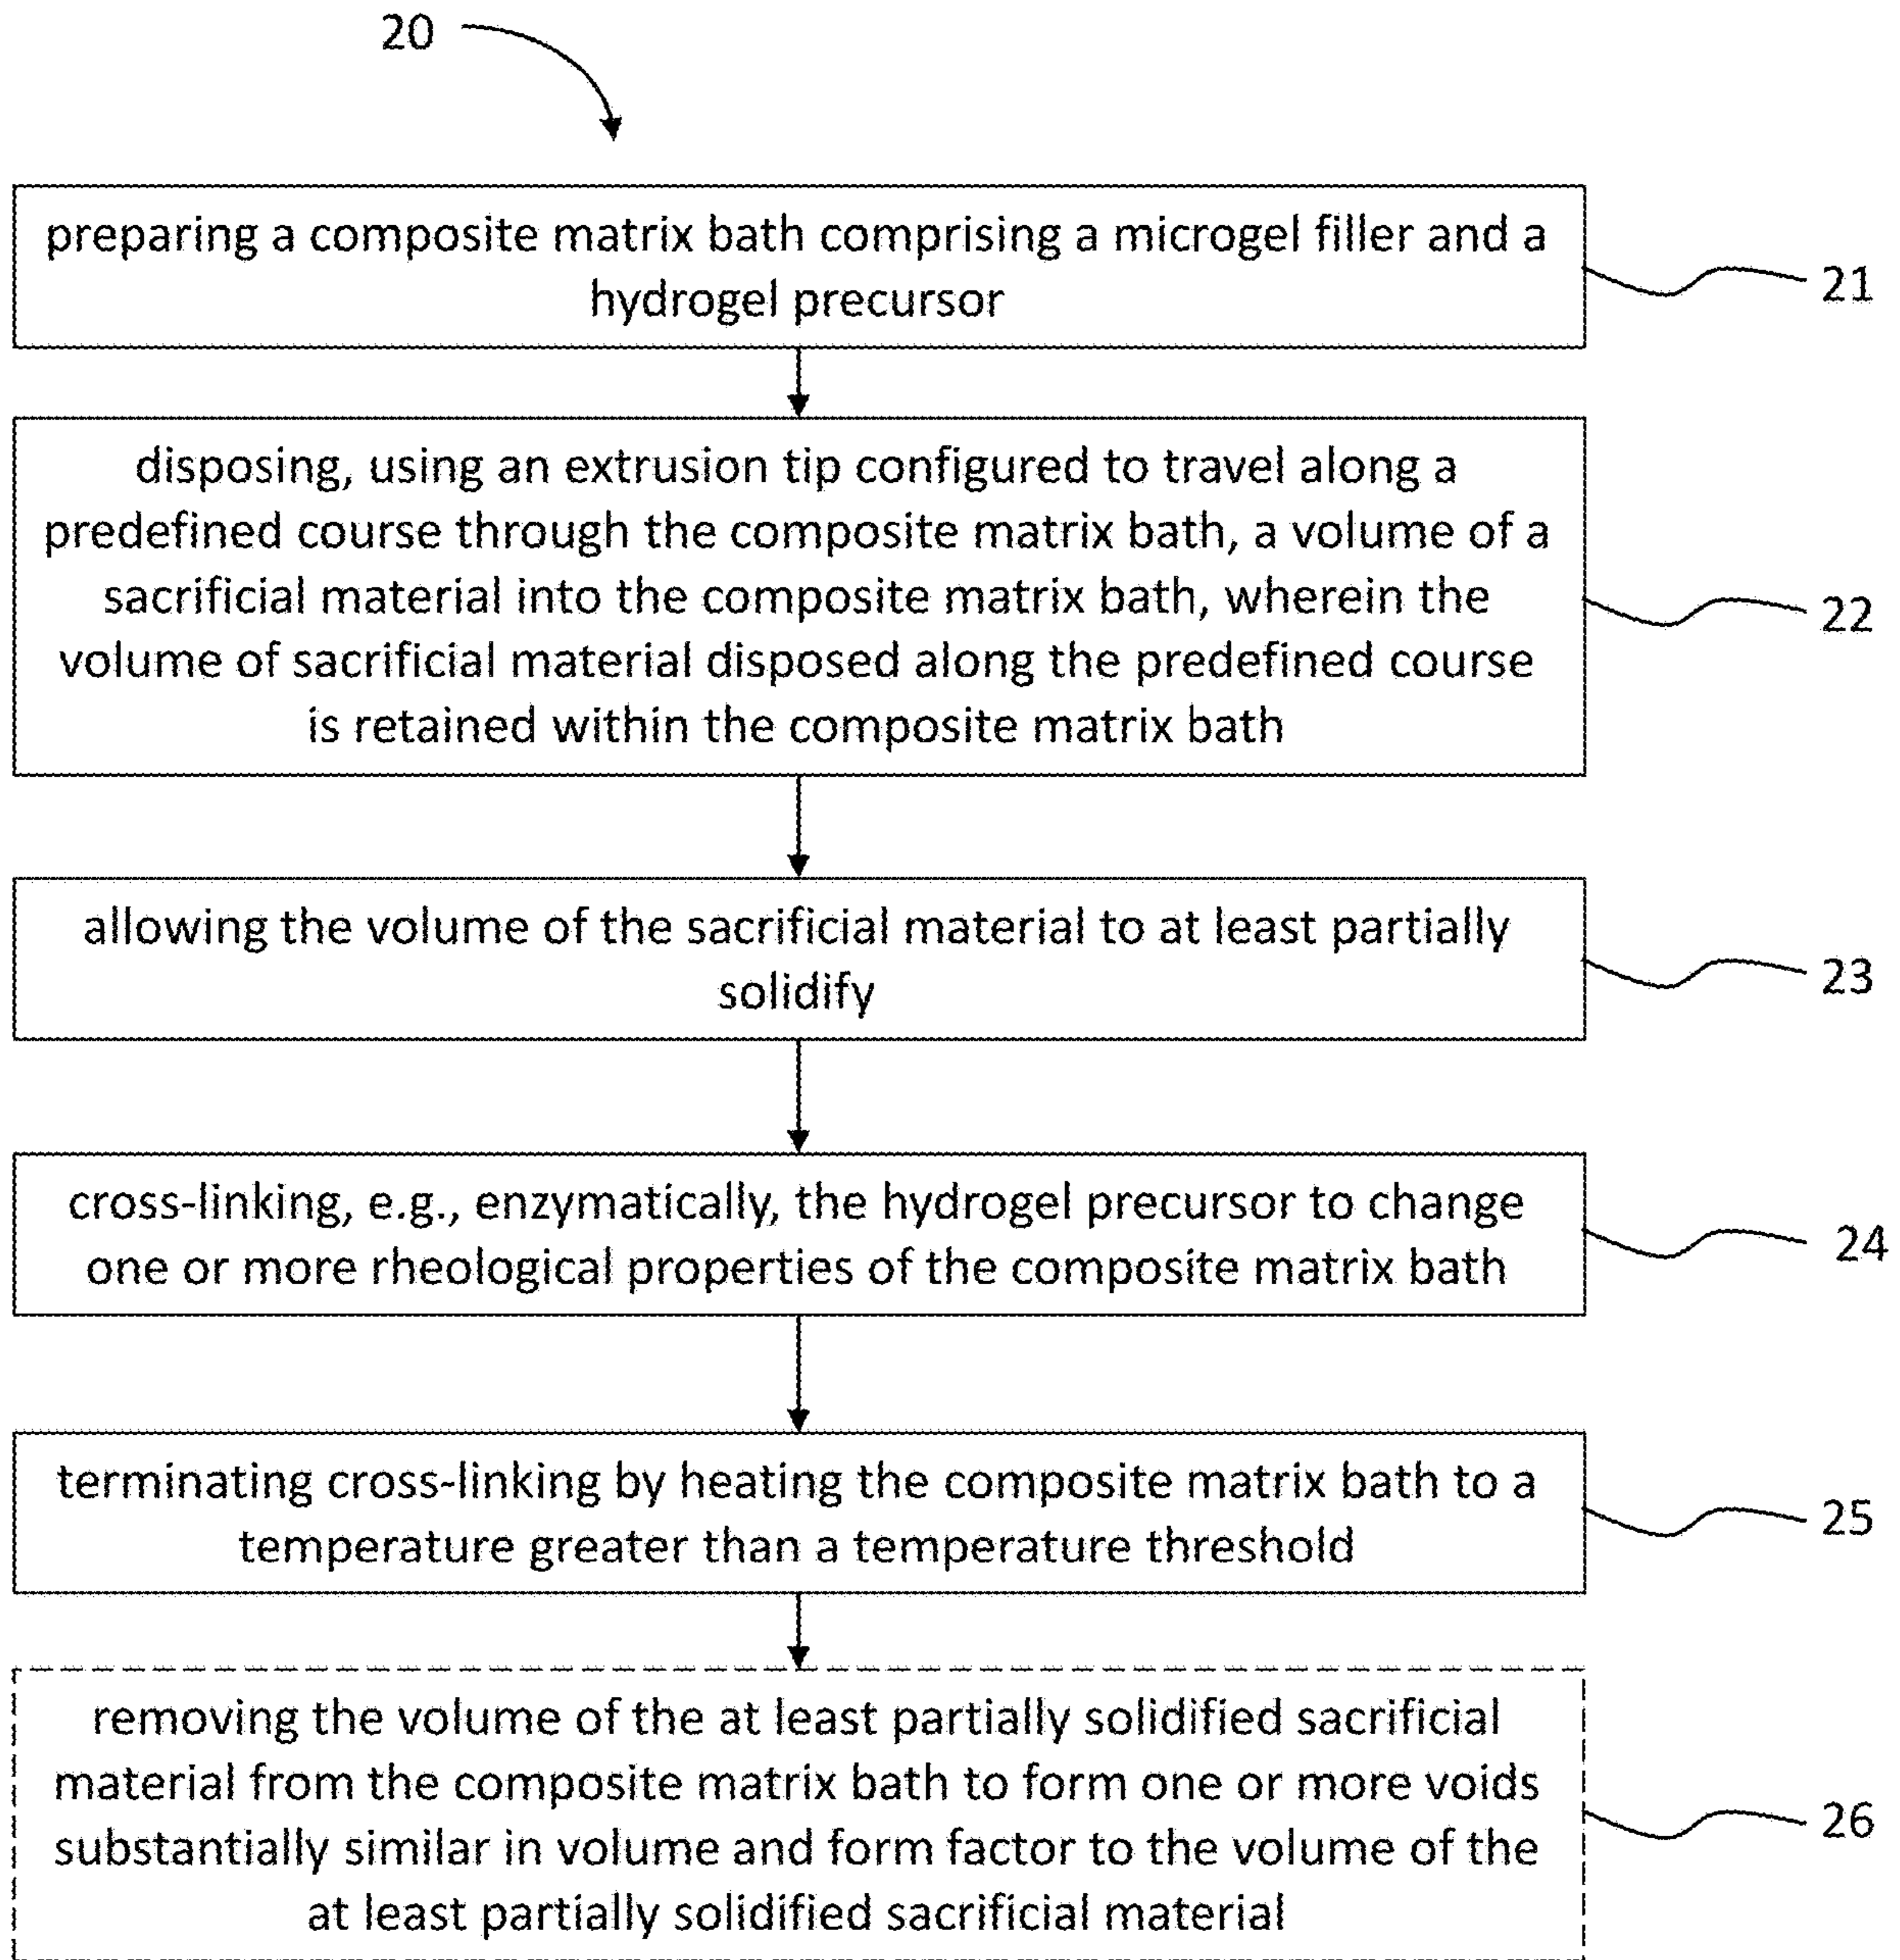 20
preparing a composite matrix bath comprising a microgel filler and a
hydrogel precursor
21
disposing, using an extrusion tip configured to travel along a
predefined course through the composite matrix bath, a volume of a
sacrificial material into the composite matrix bath, wherein the
volume of sacrificial material disposed along the predefined course
is retained within the composite matrix bath
22
allowing the volume of the sacrificial material to at least partially
solidify
23
cross-linking, e.g., enzymatically, the hydrogel precursor to change
one or more rheological properties of the composite matrix bath
24
terminating cross-linking by heating the composite matrix bath to a
temperature greater than a temperature threshold
25
removing the volume of the at least partially solidified sacrificial
material from the composite matrix bath to form one or more voids
substantially similar in volume and form factor to the volume of the
at least partially solidified sacrificial material
26